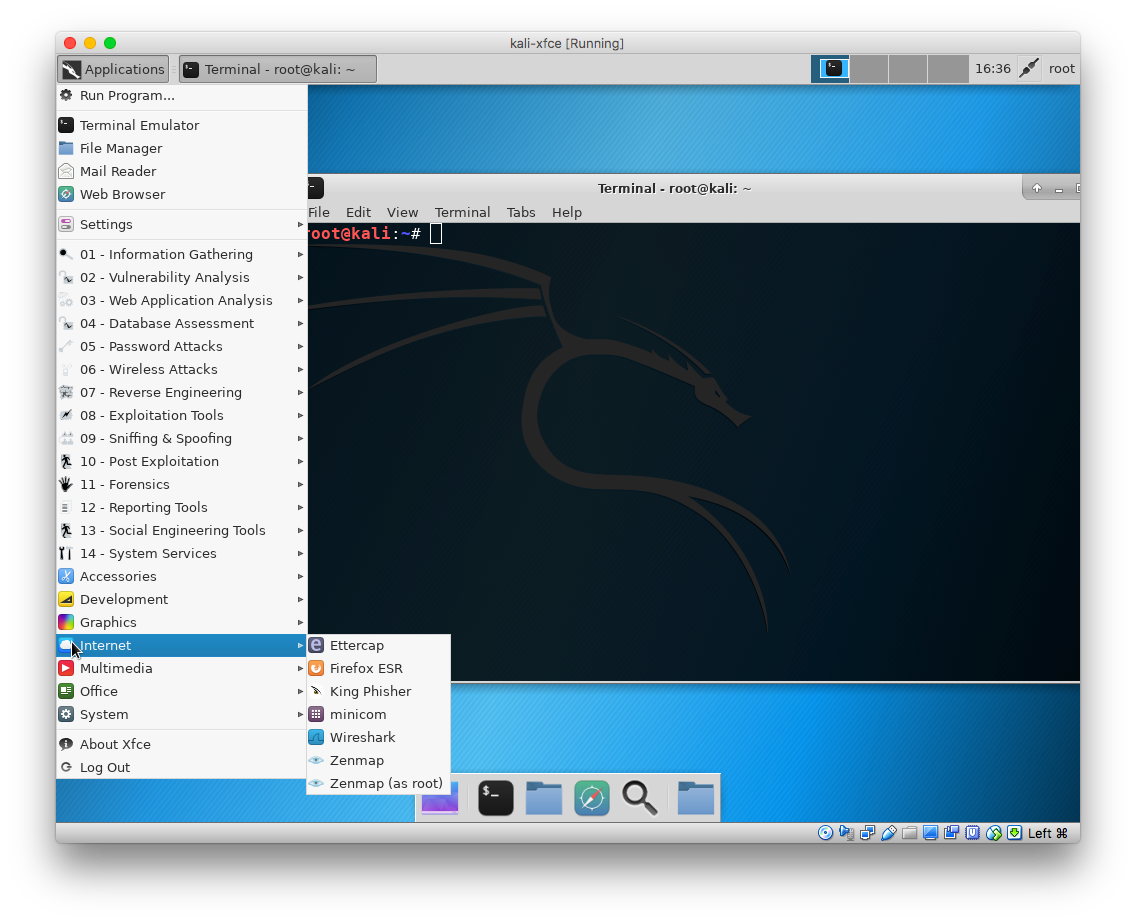 kali-xfce [Running]
Applications
Terminal - root@kali: ~
16:36
root
Run Program...
Terminal Emulator
File Manager
Mail Reader
Web Browser
Settings
01 - Information Gathering
02 - Vulnerability Analysis
03 - Web Application Analysis
04 - Database Assessment
05 - Password Attacks
06 - Wireless Attacks
07 - Reverse Engineering
08 - Exploitation Tools
09 - Sniffing & Spoofing
10 - Post Exploitation
11 - Forensics
12 - Reporting Tools
13 - Social Engineering Tools
14 - System Services
Accessories
Development
Graphics
Internet
Multimedia
Office
System
About Xfce
Log Out
Terminal - root@kali: ~
File Edit View Terminal Tabs Help
root@kali:~#
Ettercap
Firefox ESR
King Phisher
minicom
Wireshark
Zenmap
Zenmap (as root)
$_
Left ⌘